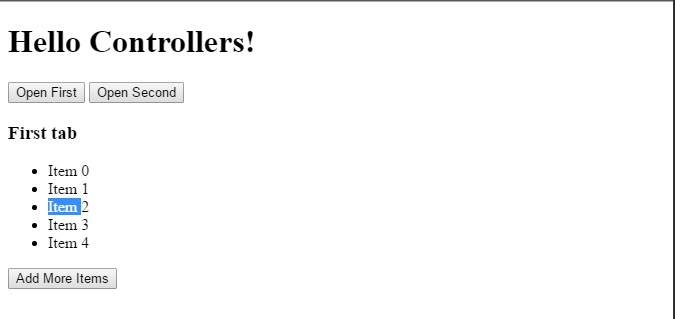 Hello Controllers!
Open First Open Second
First tab
Item 0
Item 1
Item 2
Item 3
Item 4
Add More Items